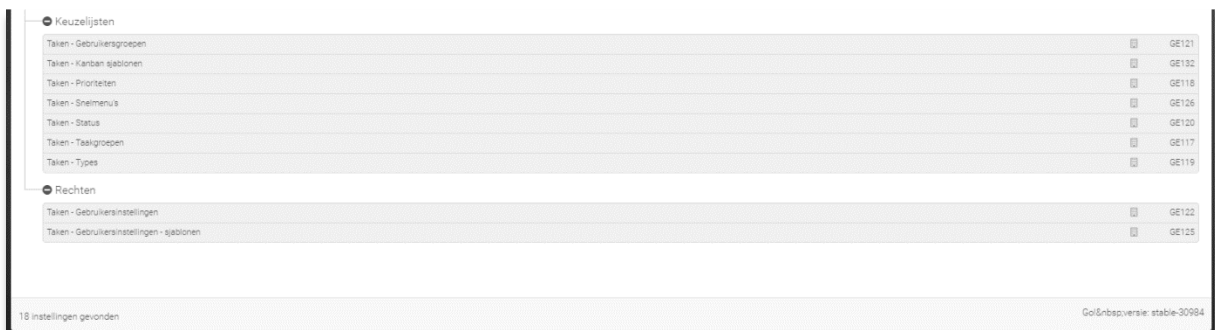 Keuzelijsten
Taken - Gebruikersgroepen GE121
Taken - Kanban sjablonen GE132
Taken - Prioriteiten GE118
Taken - Snelmenu's GE126
Taken - Status GE120
Taken - Taakgroepen GE117
Taken - Types GE119
Rechten
Taken - Gebruikersinstellingen GE122
Taken - Gebruikersinstellingen - sjablonen GE125
18 instellingen gevonden Gol&nbsp;versie: stable-30984